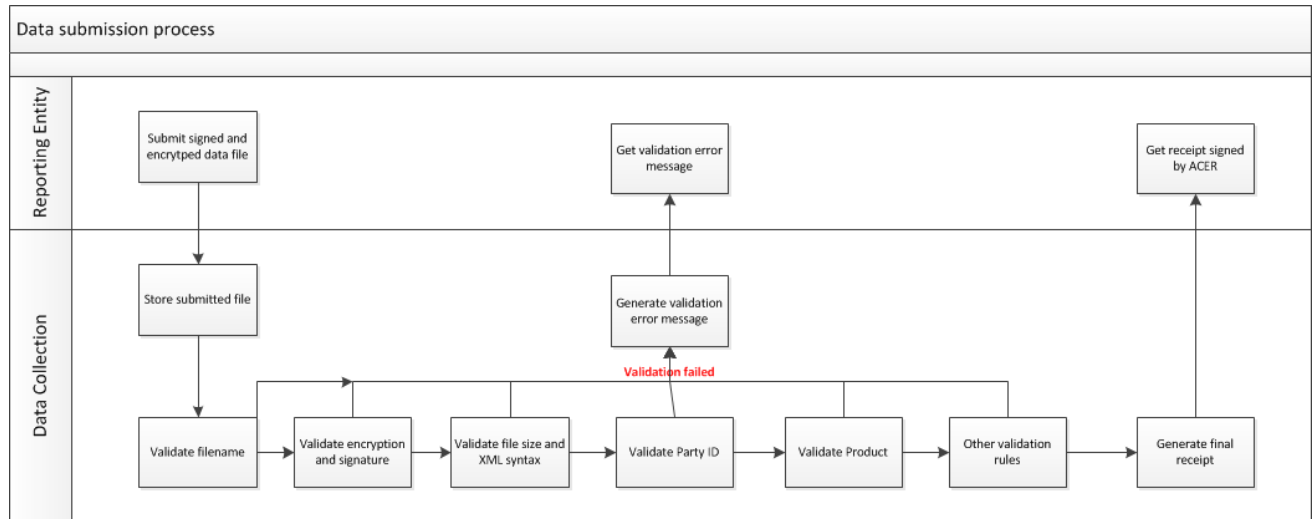 Data submission process
Reporting Entity
Submit signed and
encrytped data file
Get validation error
message
Get receipt signed
by ACER
Data Collection
Store submitted file
Generate validation
error message
Validation failed
Validate filename
Validate encryption
and signature
Validate file size and
XML syntax
Validate Party ID
Validate Product
Other validation
rules
Generate final
receipt